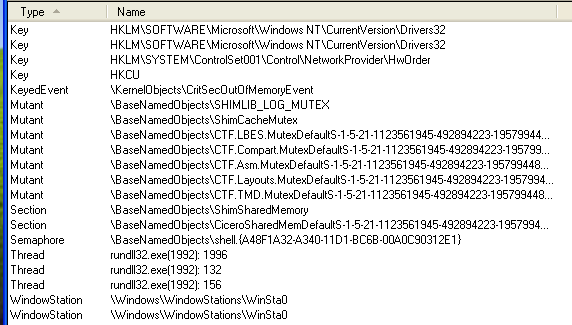 Type Name
Key HKLM\SOFTWARE\Microsoft\Windows NT\CurrentVersion\Drivers32
Key HKLM\SOFTWARE\Microsoft\Windows NT\CurrentVersion\Drivers32
Key HKLM\SYSTEM\ControlSet001\Control\NetworkProvider\HwOrder
Key HKCU
KeyedEvent \KernelObjects\CritSecOutOfMemoryEvent
Mutant \BaseNamedObjects\SHIMLIB_LOG_MUTEX
Mutant \BaseNamedObjects\ShimCacheMutex
Mutant \BaseNamedObjects\CTF.LBES.MutexDefaultS-1-5-21-1123561945-492894223-19579944...
Mutant \BaseNamedObjects\CTF.Compart.MutexDefaultS-1-5-21-1123561945-492894223-195799...
Mutant \BaseNamedObjects\CTF.Asm.MutexDefaultS-1-5-21-1123561945-492894223-19579944...
Mutant \BaseNamedObjects\CTF.Layouts.MutexDefaultS-1-5-21-1123561945-492894223-195799...
Mutant \BaseNamedObjects\CTF.TMD.MutexDefaultS-1-5-21-1123561945-492894223-19579944...
Section \BaseNamedObjects\ShimSharedMemory
Section \BaseNamedObjects\CiceroSharedMemDefaultS-1-5-21-1123561945-492894223-1957994...
Semaphore \BaseNamedObjects\shell.{A48F1A32-A340-11D1-BC6B-00A0C90312E1}
Thread rundll32.exe(1992): 1996
Thread rundll32.exe(1992): 132
Thread rundll32.exe(1992): 156
WindowStation \Windows\WindowStations\WinSta0
WindowStation \Windows\WindowStations\WinSta0